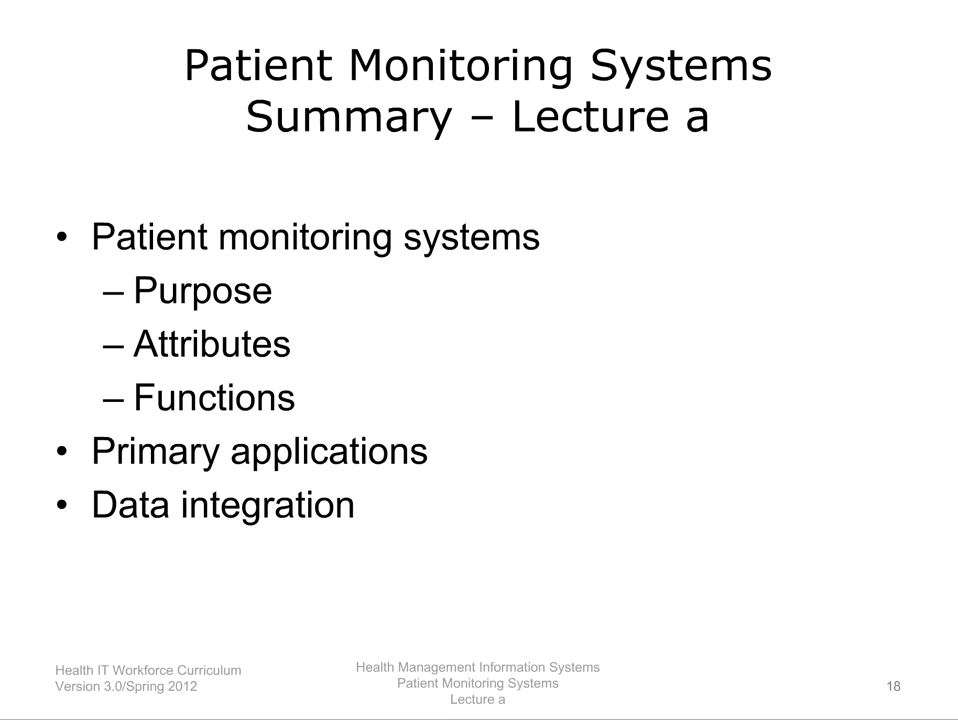 Patient Monitoring Systems
Summary – Lecture a
• Patient monitoring systems
– Purpose
– Attributes
– Functions
• Primary applications
• Data integration
Health IT Workforce Curriculum
Version 3.0/Spring 2012
Health Management Information Systems
Patient Monitoring Systems
Lecture a
18